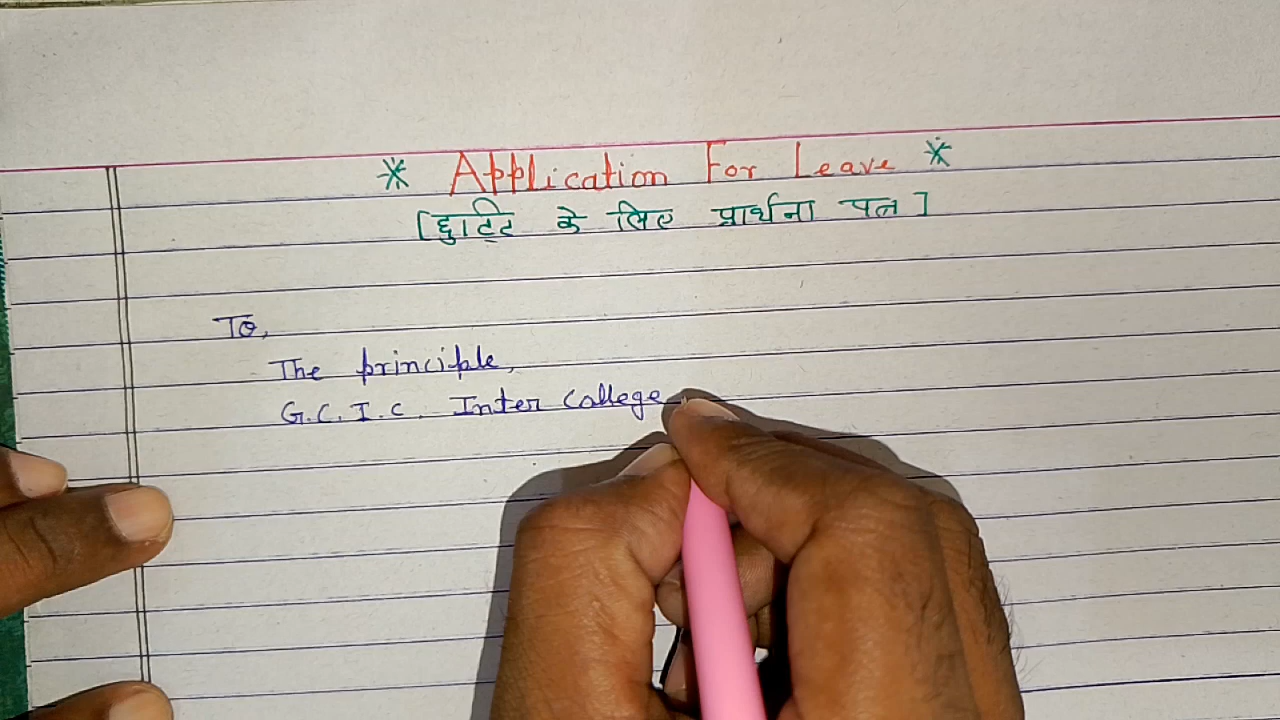 * Application For Leave *
[छुट्टि के लिए प्रार्थना पत्र]
To,
The principle,
G.C.I.C. Inter College